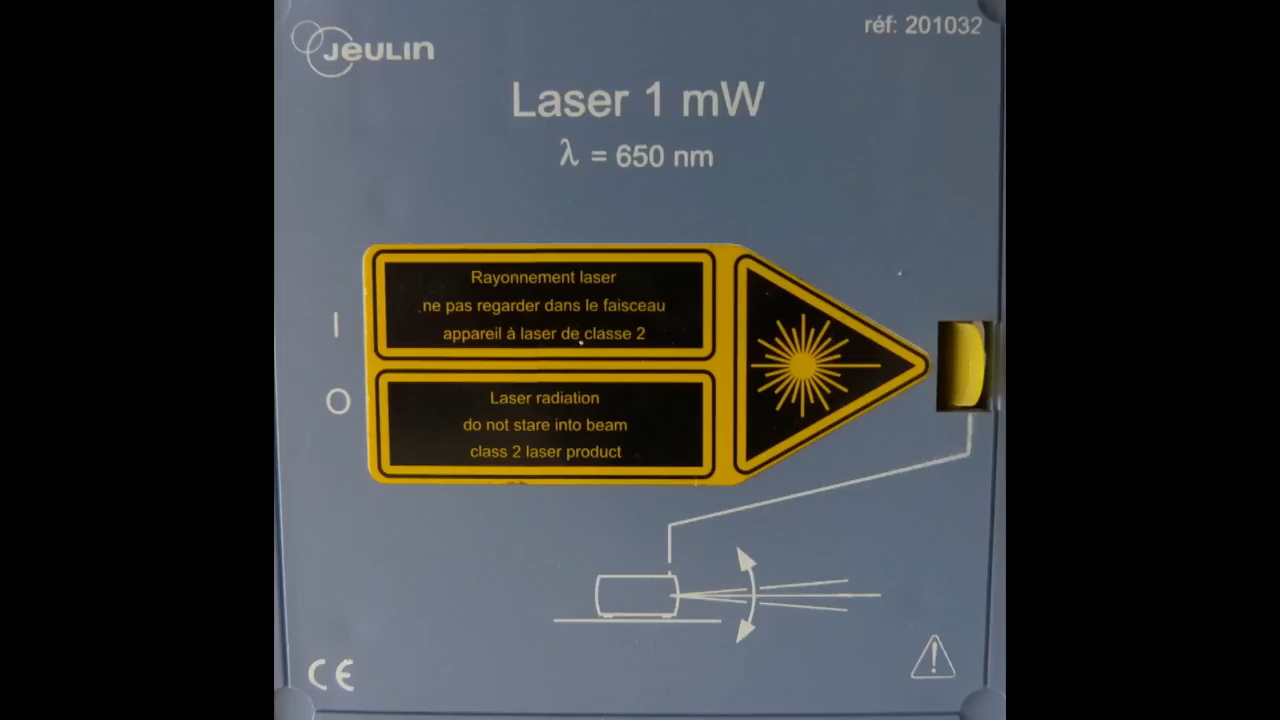 Jeulin
réf: 201032
Laser 1 mW
λ = 650 nm
Rayonnement laser
ne pas regarder dans le faisceau
appareil à laser de classe 2
I
O
Laser radiation
do not stare into beam
class 2 laser product
CE